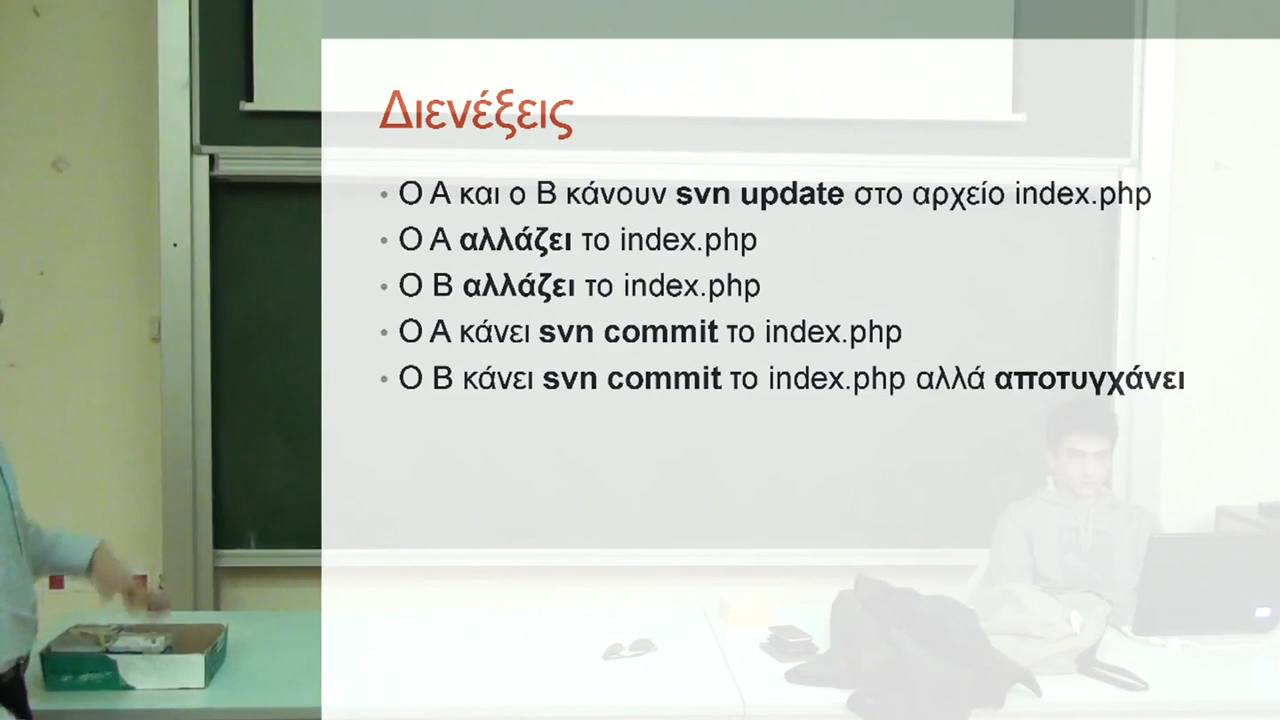 Διενέξεις
• Ο Α και ο Β κάνουν svn update στο αρχείο index.php
• Ο Α αλλάζει το index.php
• Ο Β αλλάζει το index.php
• Ο Α κάνει svn commit το index.php
• Ο Β κάνει svn commit το index.php αλλά αποτυγχάνει